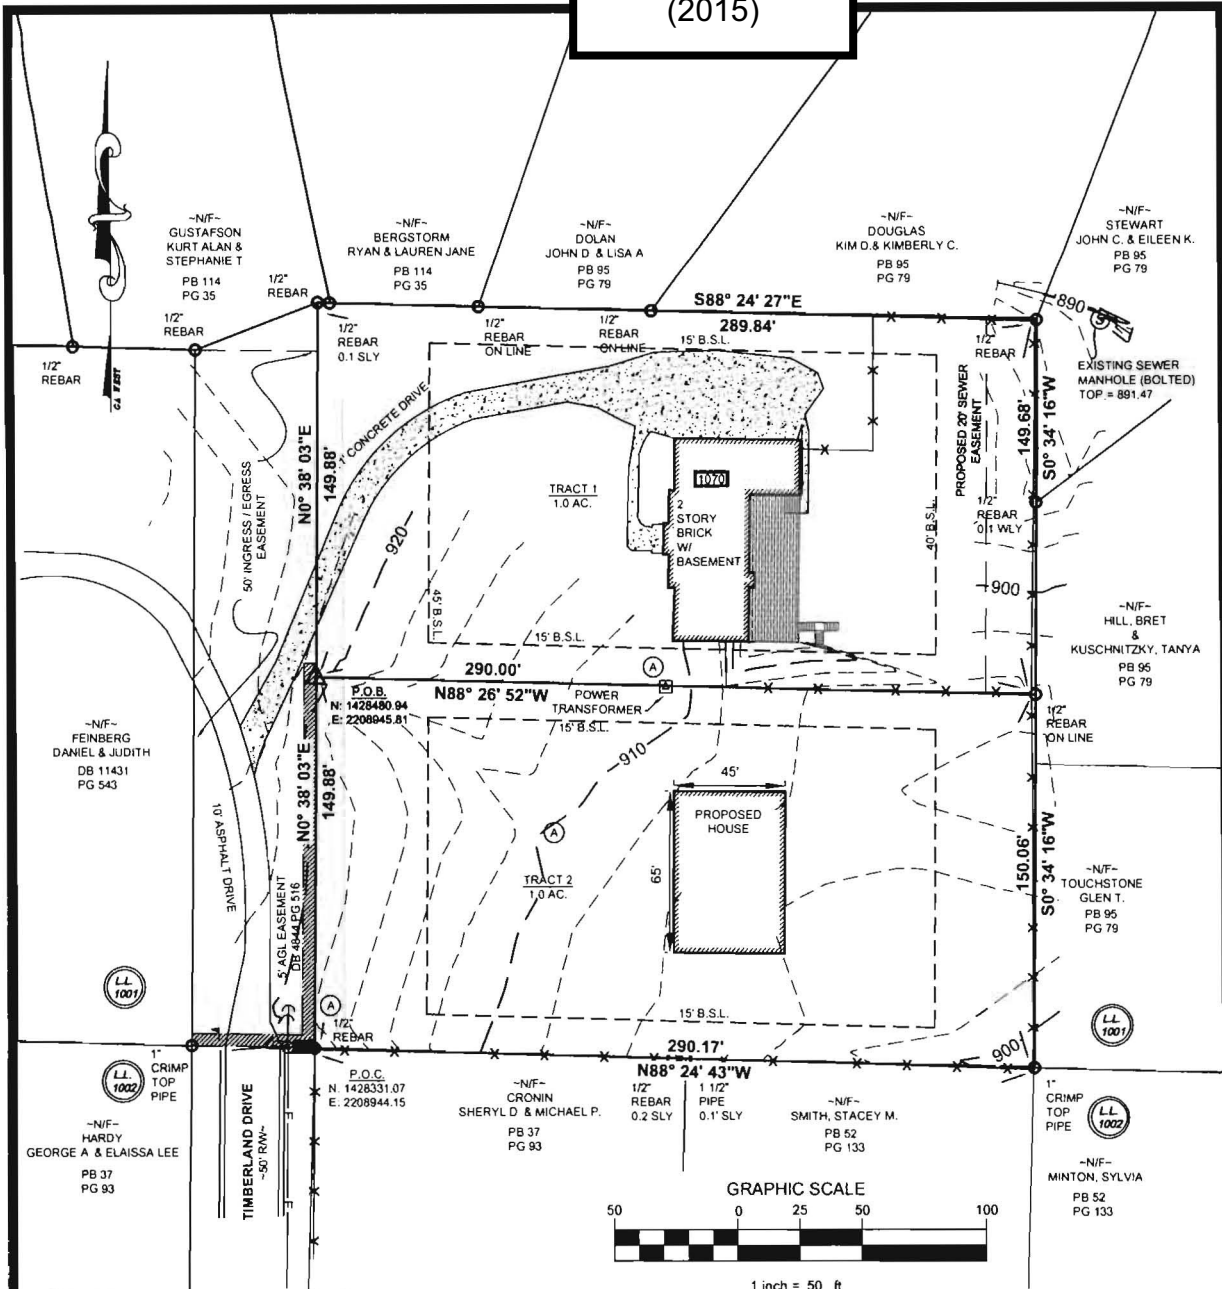 (2015)
~N/F~
GUSTAFSON
KURT ALAN &
STEPHANIE T
PB 114
PG 35
~N/F~
BERGSTORM
RYAN & LAUREN JANE
PB 114
PG 35
~N/F~
DOLAN
JOHN D & LISA A
PB 95
PG 79
~N/F~
DOUGLAS
KIM D.& KIMBERLY C.
PB 95
PG 79
~N/F~
STEWART
JOHN C. & EILEEN K.
PB 95
PG 79
GA WEST
1/2"
REBAR
1/2"
REBAR
1/2"
REBAR
1/2"
REBAR
0.1 SLY
1/2"
REBAR
ON LINE
1/2"
REBAR
ON LINE
S88° 24' 27"E
289.84'
15' B.S.L.
1/2"
REBAR
890
S
EXISTING SEWER
MANHOLE (BOLTED)
TOP = 891.47
PROPOSED 20' SEWER
EASEMENT
149.68'
S0° 34' 16"W
1/2"
REBAR
0.1 WLY
50' INGRESS / EGRESS
EASEMENT
N0° 38' 03"E
149.88'
1' CONCRETE DRIVE
920
TRACT 1
1.0 AC.
1070
2
STORY
BRICK
W/
BASEMENT
40' B.S.L.
45' B.S.L.
15' B.S.L.
900
~N/F~
HILL, BRET
&
KUSCHNITZKY, TANYA
PB 95
PG 79
290.00'
N88° 26' 52"W
A
P.O.B.
N: 1428480.94
E: 2208945.81
POWER
TRANSFORMER
15' B.S.L.
1/2"
REBAR
ON LINE
~N/F~
FEINBERG
DANIEL & JUDITH
DB 11431
PG 543
10' ASPHALT DRIVE
N0° 38' 03"E
149.88'
5' AGL EASEMENT
DB 4844 PG 516
910
A
TRACT 2
1.0 AC.
45'
65'
PROPOSED
HOUSE
150.06'
S0° 34' 16"W
~N/F~
TOUCHSTONE
GLEN T.
PB 95
PG 79
L.L.
1001
A
1/2"
REBAR
15' B.S.L.
900
L.L.
1001
290.17'
N88° 24' 43"W
1"
CRIMP
TOP
PIPE
L.L.
1002
P.O.C.
N. 1428331.07
E: 2208944.15
~N/F~
HARDY
GEORGE A & ELAISSA LEE
PB 37
PG 93
TIMBERLAND DRIVE
~50' R/W~
E
E
~N/F~
CRONIN
SHERYL D & MICHAEL P.
PB 37
PG 93
1/2"
REBAR
0.2 SLY
1 1/2"
PIPE
0.1' SLY
~N/F~
SMITH, STACEY M.
PB 52
PG 133
1"
CRIMP
TOP
PIPE
L.L.
1002
~N/F~
MINTON, SYLVIA
PB 52
PG 133
GRAPHIC SCALE
50 0 25 50 100
1 inch = 50 ft